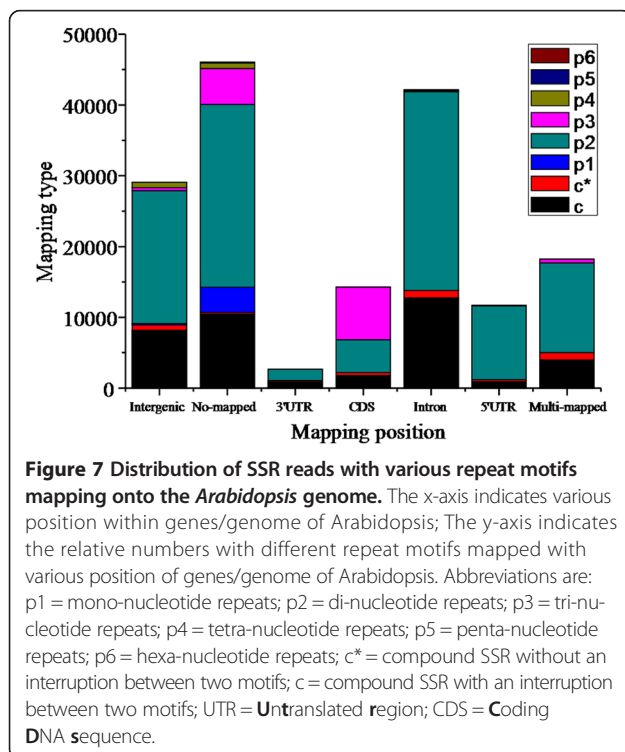 50000
40000
30000
20000
10000
0
Mapping type
p6
p5
p4
p3
p2
p1
c*
c
Intergenic No-mapped 3'UTR CDS Intron 5'UTR Multi-mapped
Mapping position
Figure 7 Distribution of SSR reads with various repeat motifs
mapping onto the Arabidopsis genome. The x-axis indicates various
position within genes/genome of Arabidopsis; The y-axis indicates
the relative numbers with different repeat motifs mapped with
various position of genes/genome of Arabidopsis. Abbreviations are:
p1 = mono-nucleotide repeats; p2 = di-nucleotide repeats; p3 = tri-nu-
cleotide repeats; p4 = tetra-nucleotide repeats; p5 = penta-nucleotide
repeats; p6 = hexa-nucleotide repeats; c* = compound SSR without an
interruption between two motifs; c = compound SSR with an interruption
between two motifs; UTR = Untranslated region; CDS = Coding
DNA sequence.